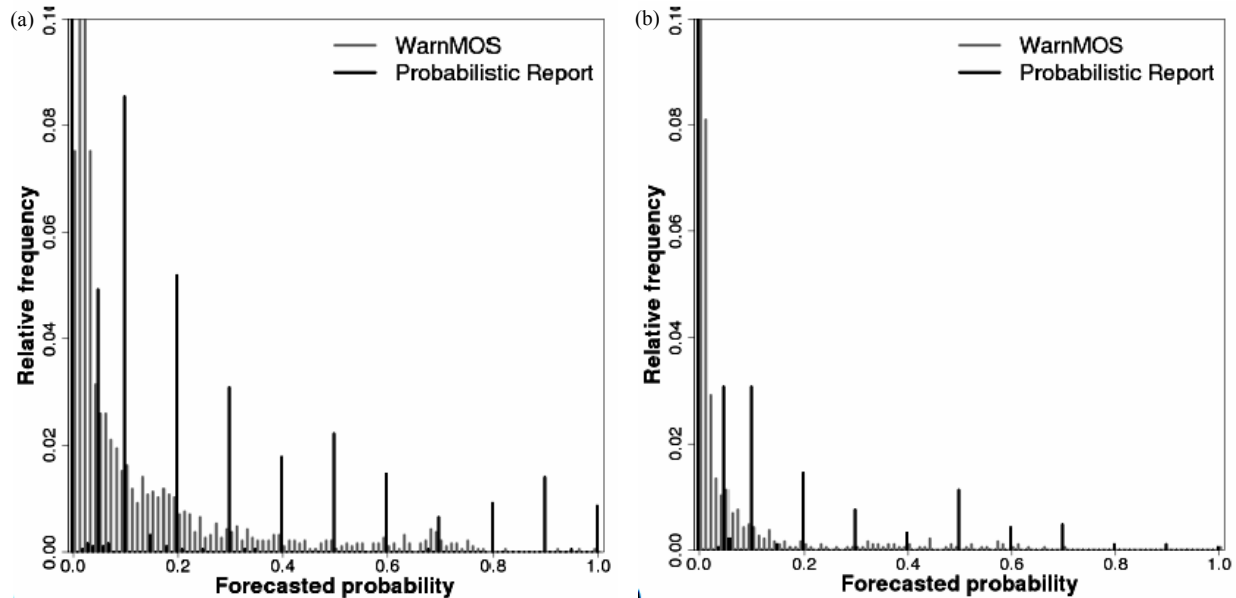 (a)
WarnMOS
Probabilistic Report
Relative frequency
0.08
0.06
0.04
0.02
0.00
0.0 0.2 0.4 0.6 0.8 1.0
Forecasted probability
(b)
WarnMOS
Probabilistic Report
Relative frequency
0.08
0.06
0.04
0.02
0.00
0.0 0.2 0.4 0.6 0.8 1.0
Forecasted probability